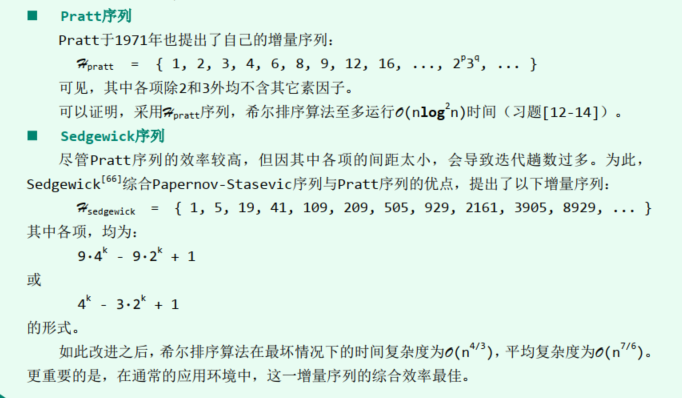 ■ Pratt序列
Pratt于1971年也提出了自己的增量序列:
ℋpratt = { 1, 2, 3, 4, 6, 8, 9, 12, 16, ..., 2^p3^q, ... }
可见,其中各项除2和3外均不含其它素因子。
可以证明,采用ℋpratt序列,希尔排序算法至多运行𝒪(nlog²n)时间(习题[12-14])。
■ Sedgewick序列
尽管Pratt序列的效率较高,但因其中各项的间距太小,会导致迭代趟数过多。为此,
Sedgewick[66]综合Papernov-Stasevic序列与Pratt序列的优点,提出了以下增量序列:
ℋsedgewick = { 1, 5, 19, 41, 109, 209, 505, 929, 2161, 3905, 8929, ... }
其中各项,均为:
9·4^k - 9·2^k + 1
或
4^k - 3·2^k + 1
的形式。
如此改进之后,希尔排序算法在最坏情况下的时间复杂度为𝒪(n^4/3),平均复杂度为𝒪(n^7/6)。
更重要的是,在通常的应用环境中,这一增量序列的综合效率最佳。